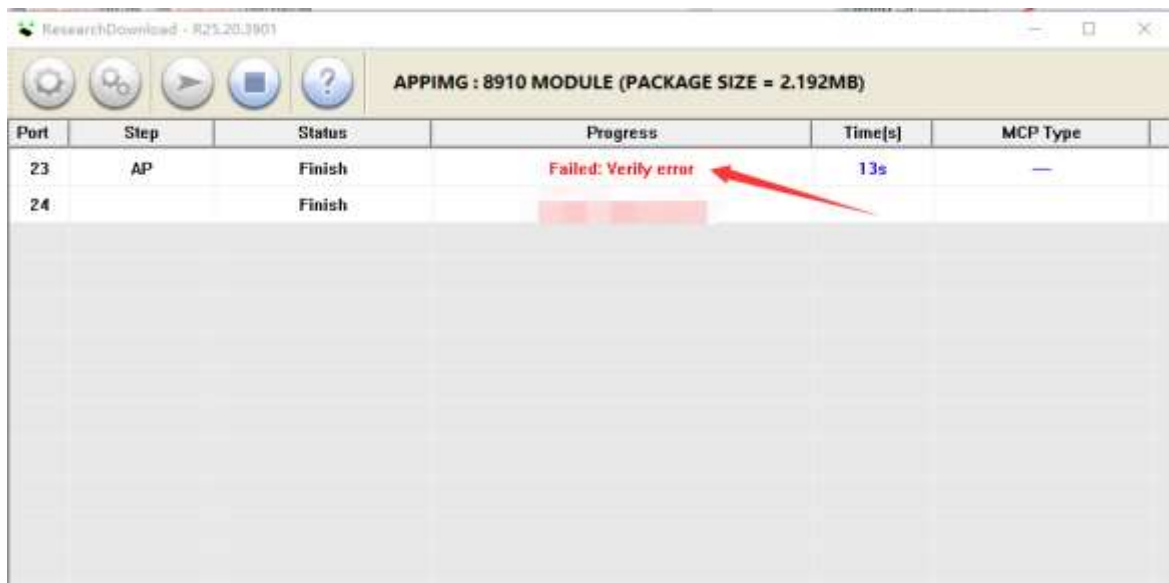 ResearchDownload - R25.20.3901
APPIMG : 8910 MODULE (PACKAGE SIZE = 2.192MB)
Port Step Status Progress Time(s) MCP Type
23 AP Finish Failed: Verify error 13s —
24 Finish